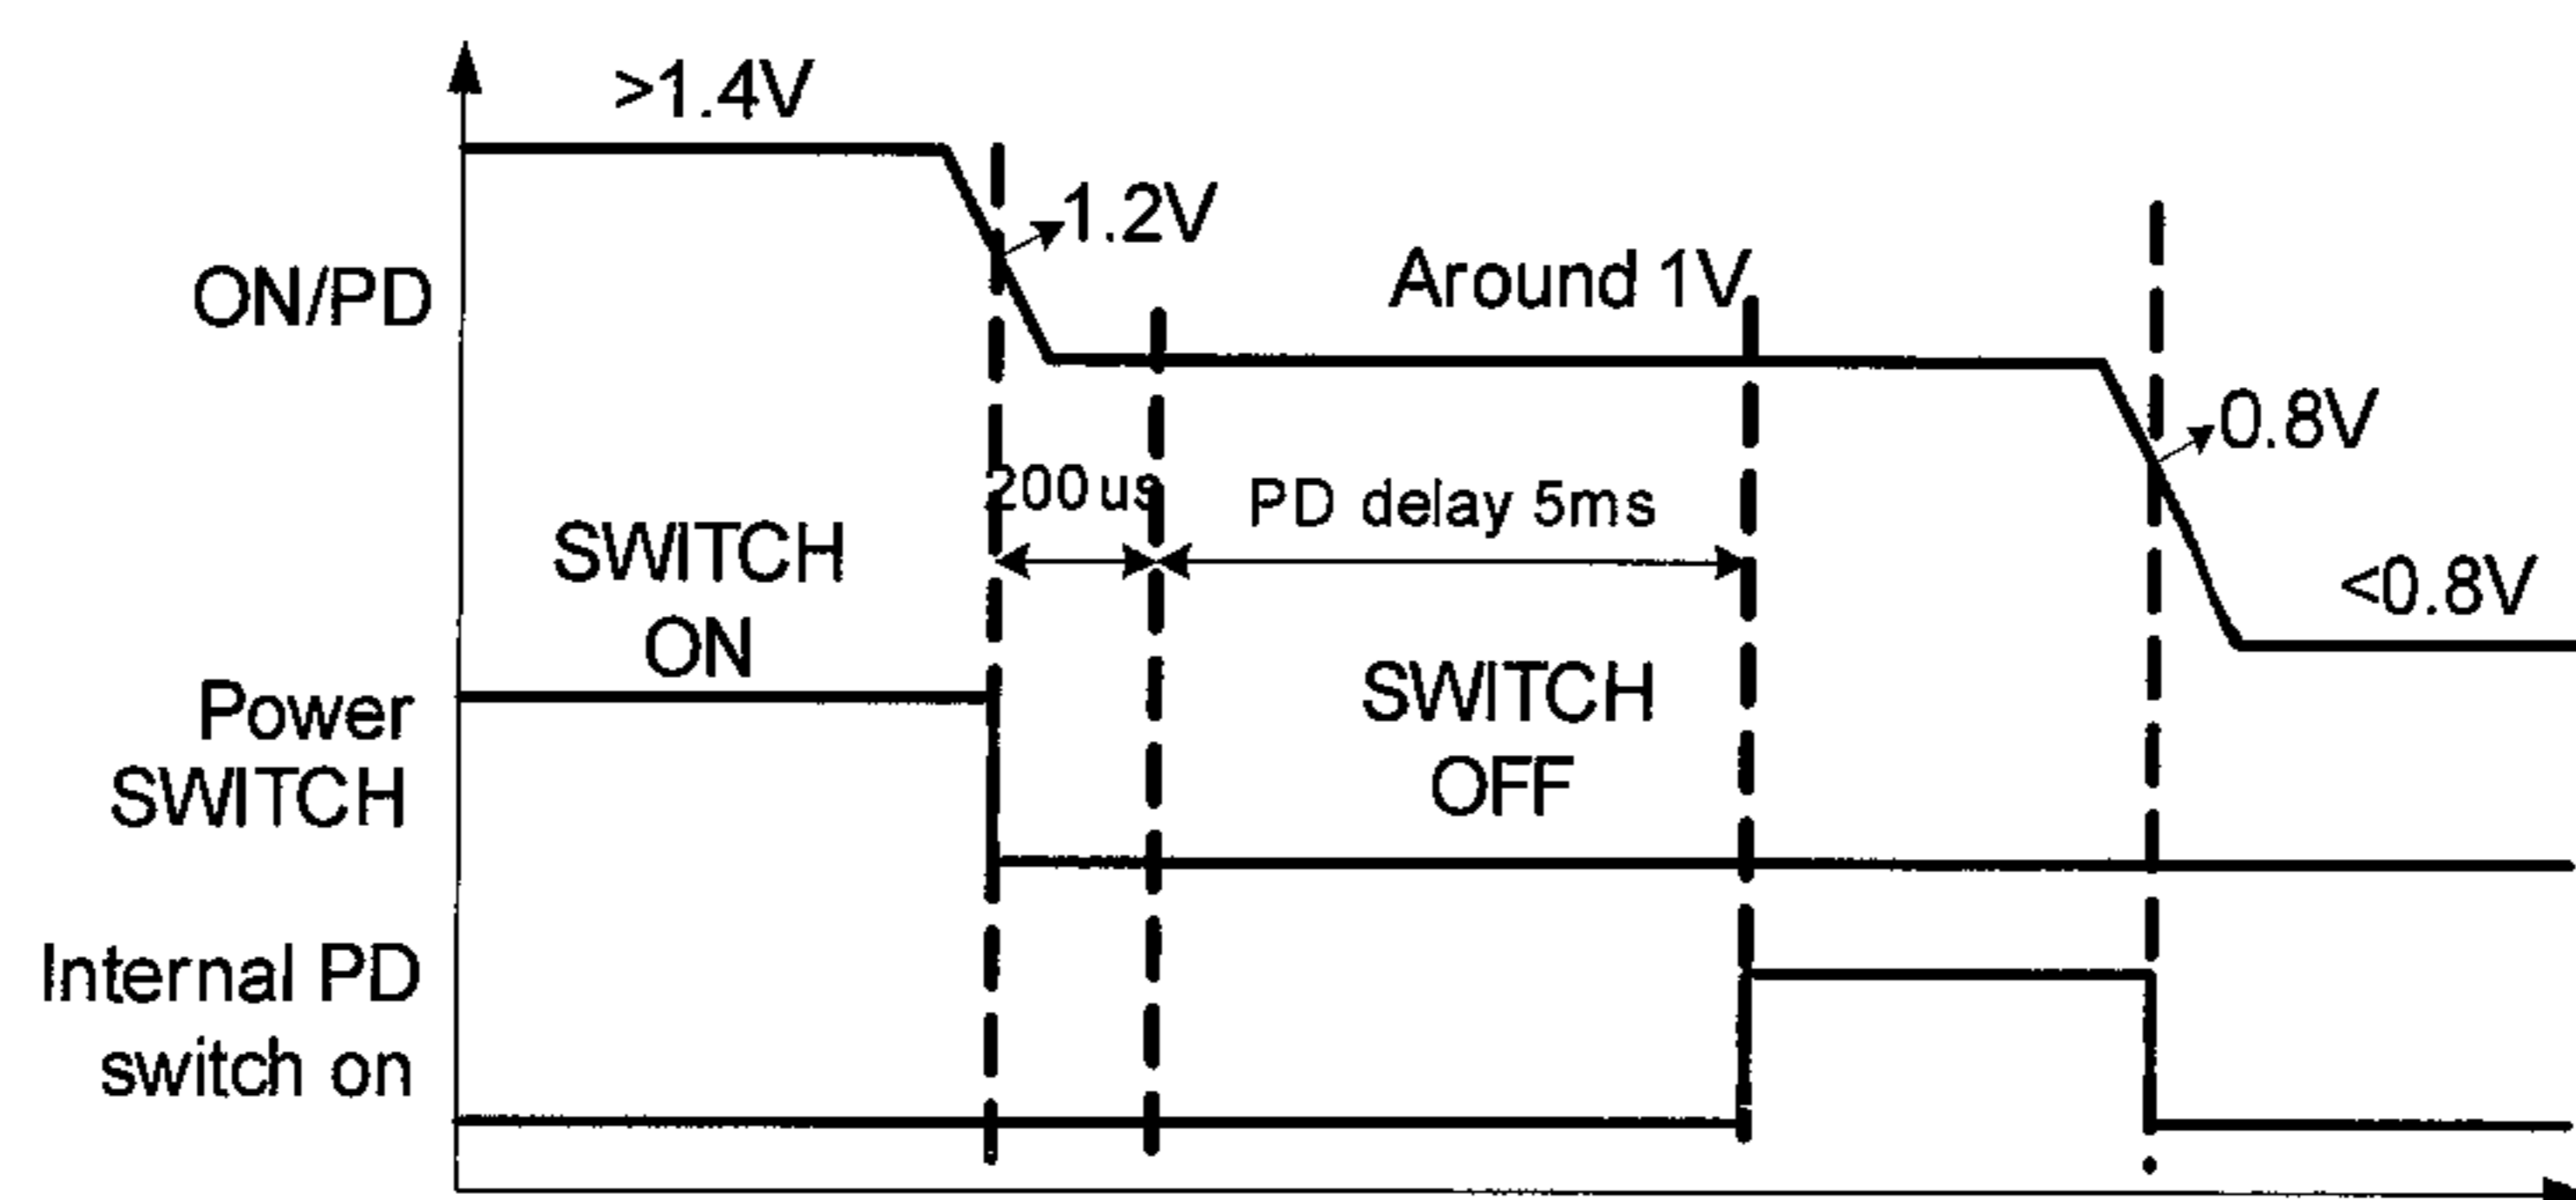 >1.4V
1.2V
ON/PD
Around 1V
0.8V
200us
PD delay 5ms
<0.8V
SWITCH
ON
SWITCH
OFF
Power
SWITCH
Internal PD
switch on